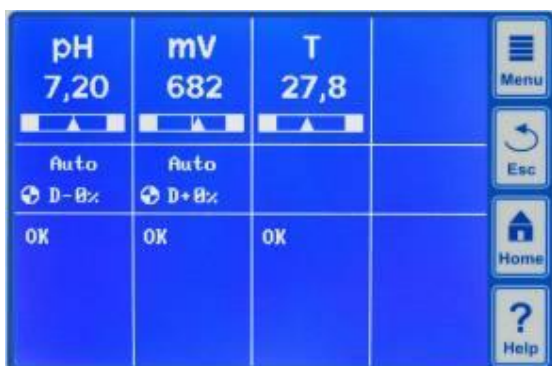 pH mV T
7,20 682 27,8
Auto Auto
D-0% D+0%
OK OK OK
Menu
Esc
Home
?
Help